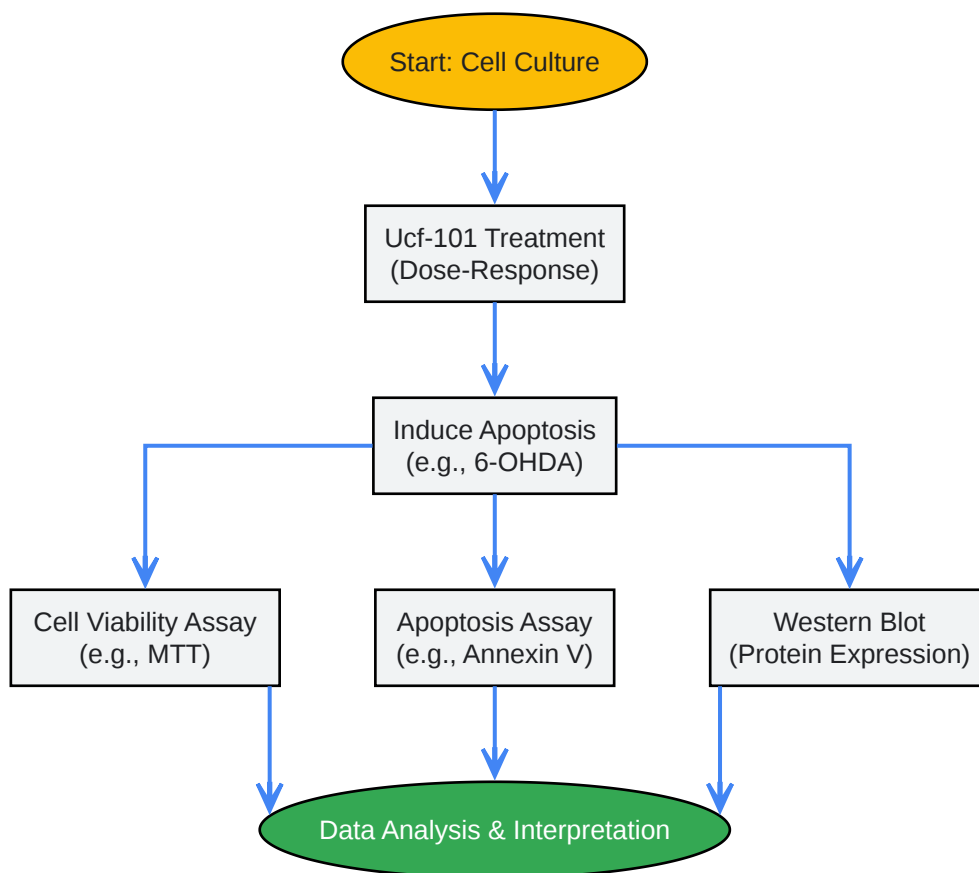 Start: Cell Culture
Ucf-101 Treatment
(Dose-Response)
Induce Apoptosis
(e.g., 6-OHDA)
Cell Viability Assay
(e.g., MTT)
Apoptosis Assay
(e.g., Annexin V)
Western Blot
(Protein Expression)
Data Analysis & Interpretation